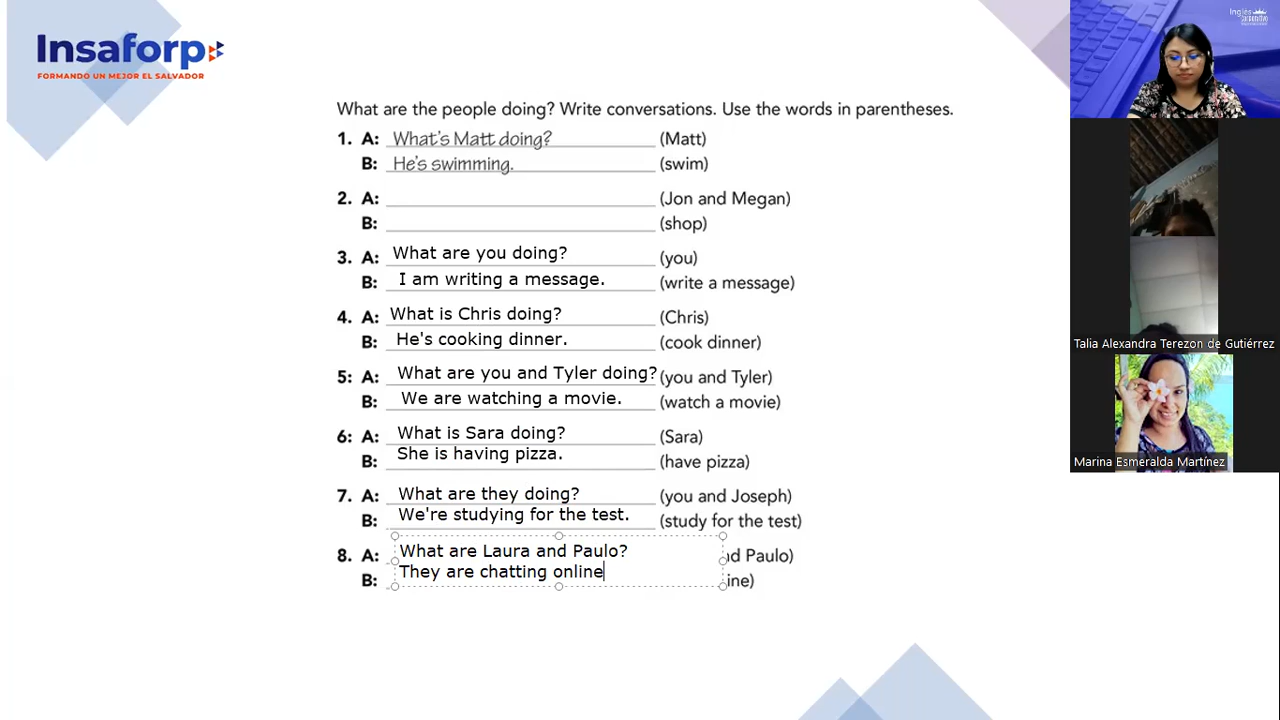 Insaforp
FORMANDO UN MEJOR EL SALVADOR
What are the people doing? Write conversations. Use the words in parentheses.
1. A: What's Matt doing? (Matt)
B: He's swimming. (swim)
2. A: (Jon and Megan)
B: (shop)
3. A: What are you doing? (you)
B: I am writing a message. (write a message)
4. A: What is Chris doing? (Chris)
B: He's cooking dinner. (cook dinner)
5: A: What are you and Tyler doing? (you and Tyler)
B: We are watching a movie. (watch a movie)
6: A: What is Sara doing? (Sara)
B: She is having pizza. (have pizza)
7. A: What are they doing? (you and Joseph)
B: We're studying for the test. (study for the test)
8. A: What are Laura and Paulo? nd Paulo)
B: They are chatting online ine)
Ingles
Talia Alexandra Terezon de Gutiérrez
Marina Esmeralda Martínez